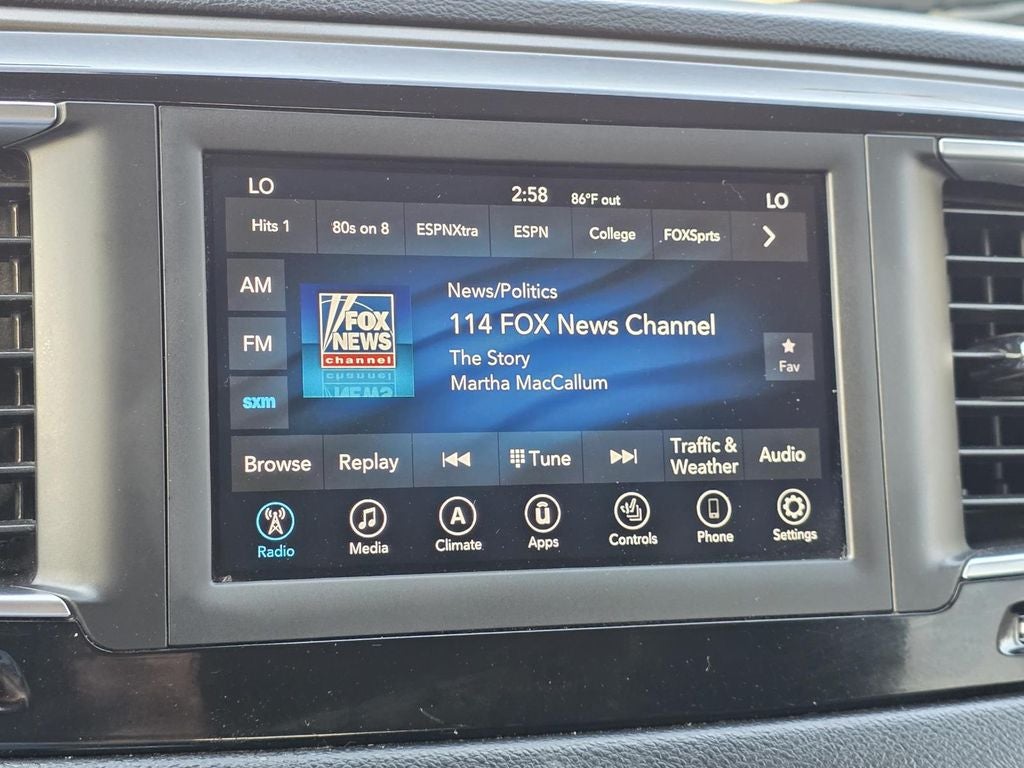 LO 2:58 86°F out LO
Hits 1 80s on 8 ESPNXtra ESPN College FOXSprts
AM
FM
sxm
FOX
NEWS
channel
News/Politics
114 FOX News Channel
The Story
Martha MacCallum
Fav
Browse Replay Tune Traffic & Weather Audio
Radio Media A Climate Apps Controls Phone Settings